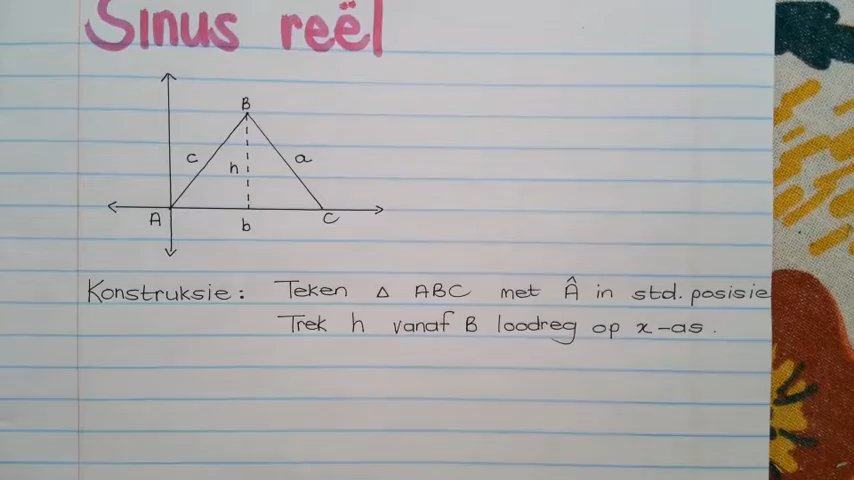 Sinus reël
B
c
h
a
A
b
C
Konstruksie: Teken △ ABC met Â in std. posisie
Trek h vanaf B loodreg op x-as.